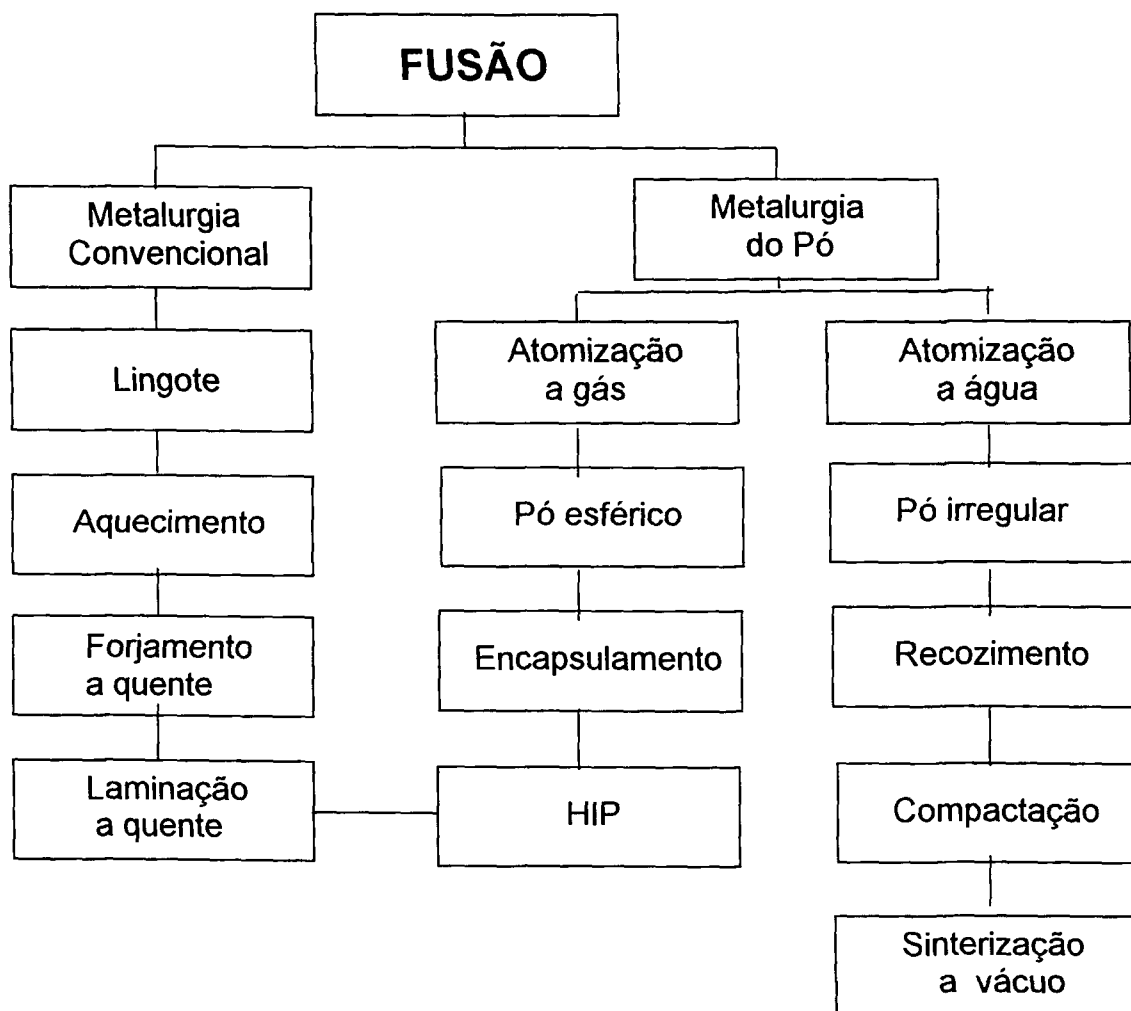 FUSÃO
Metalurgia
Convencional
Metalurgia
do Pó
Lingote
Atomização
a gás
Atomização
a água
Aquecimento
Pó esférico
Pó irregular
Forjamento
a quente
Encapsulamento
Recozimento
Laminação
a quente
HIP
Compactação
Sinterização
a vácuo